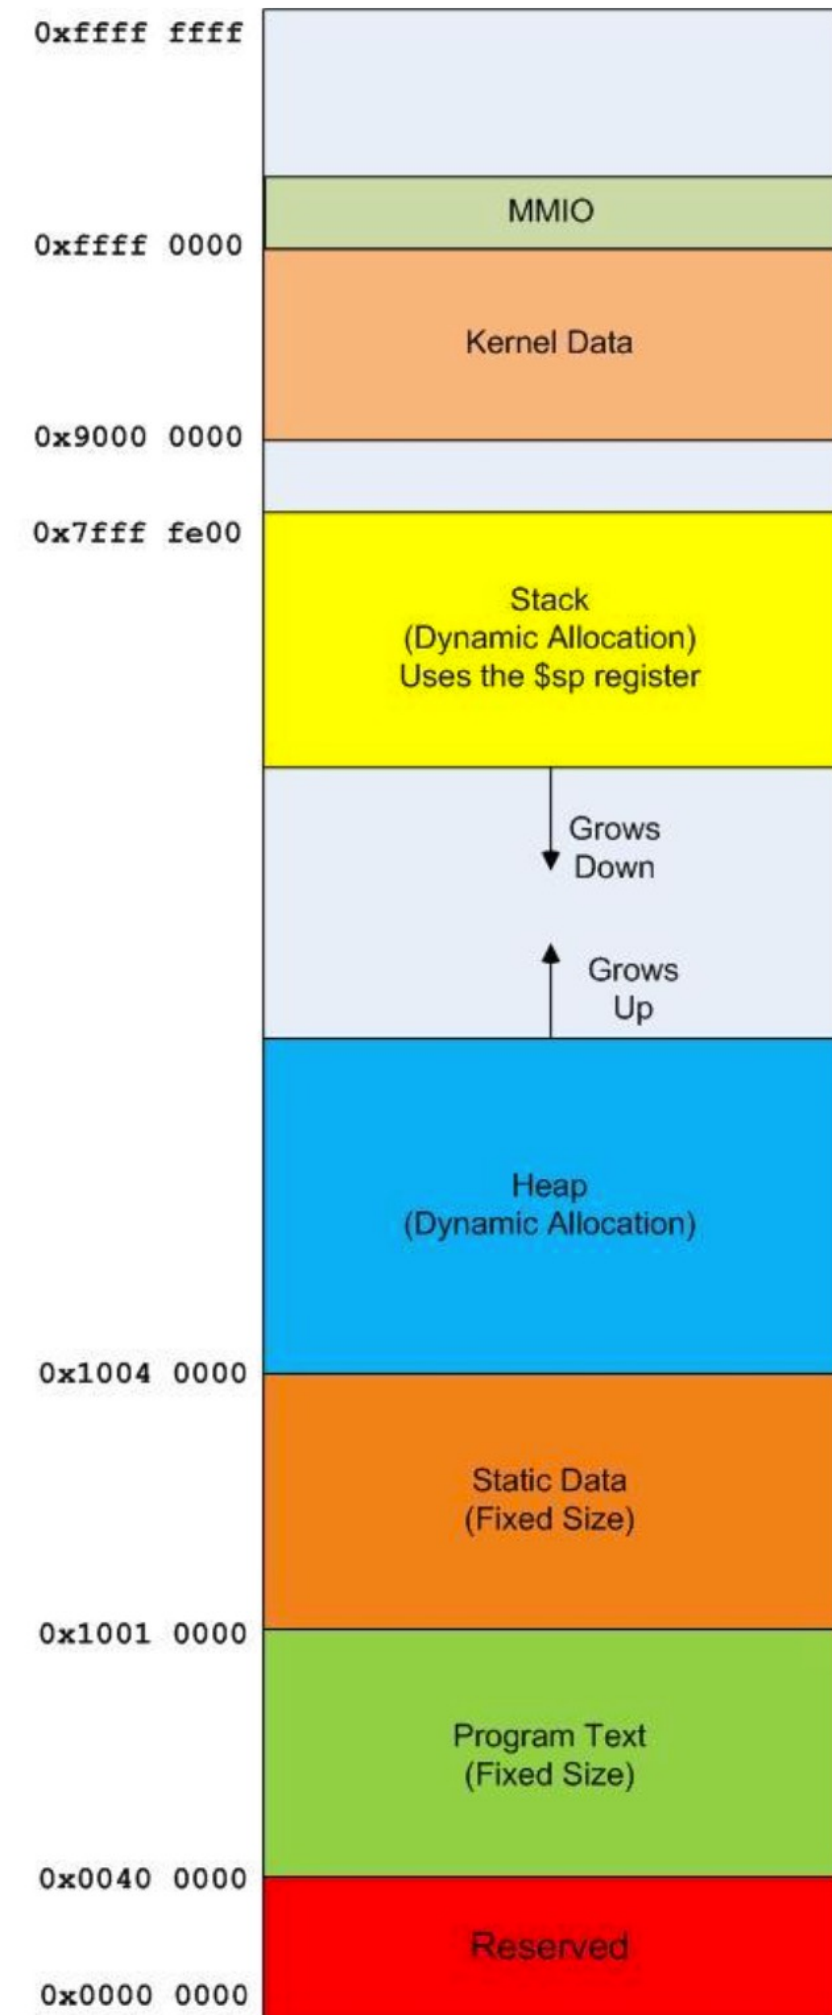 0xffff ffff
MMIO
0xffff 0000
Kernel Data
0x9000 0000
0x7fff fe00
Stack
(Dynamic Allocation)
Uses the $sp register
Grows
Down
Grows
Up
Heap
(Dynamic Allocation)
0x1004 0000
Static Data
(Fixed Size)
0x1001 0000
Program Text
(Fixed Size)
0x0040 0000
Reserved
0x0000 0000